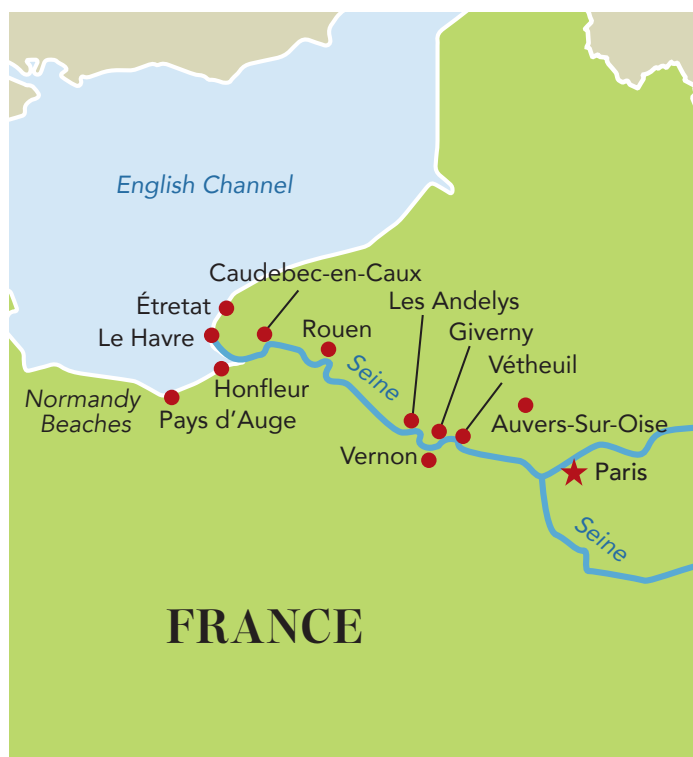 English Channel
Caudebec-en-Caux
Étretat
Les Andelys
Le Havre
Rouen
Giverny
Seine
Vétheuil
Honfleur
Normandy
Beaches
Pays d'Auge
Auvers-Sur-Oise
Vernon
Paris
Seine
FRANCE